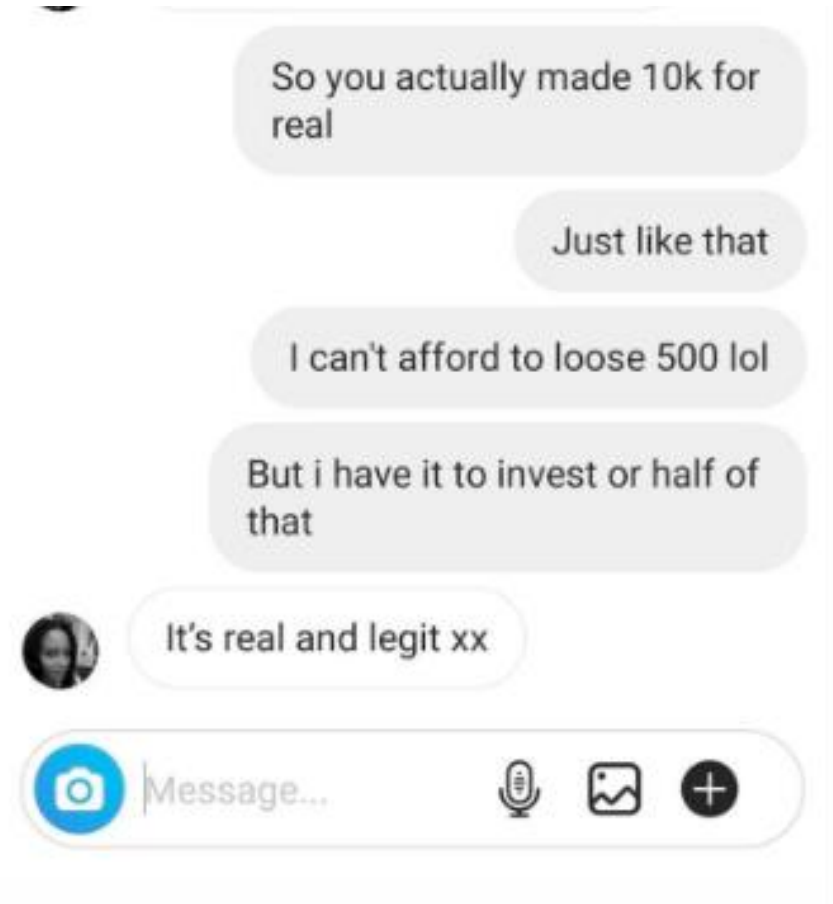 So you actually made 10k for
real
Just like that
I can't afford to loose 500 lol
But i have it to invest or half of
that
It's real and legit xx
Message...